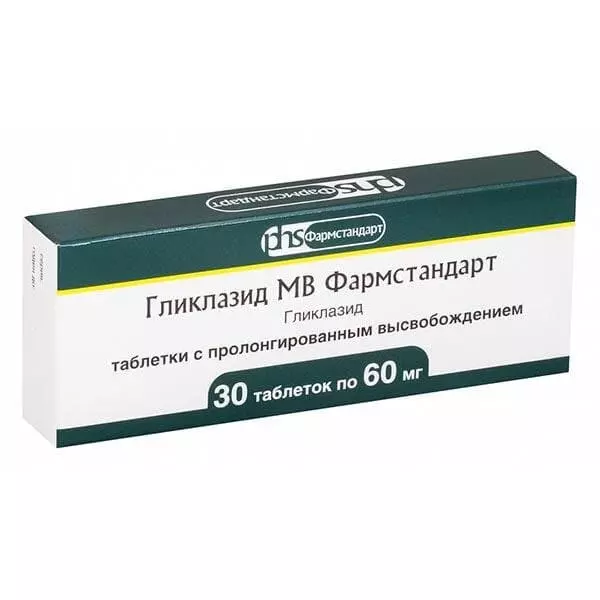 phs Фармстандарт
phs Фармстандарт
Гликлазид МВ Фармстандарт
Гликлазид
таблетки с пролонгированным высвобождением
30 таблеток по 60 мг